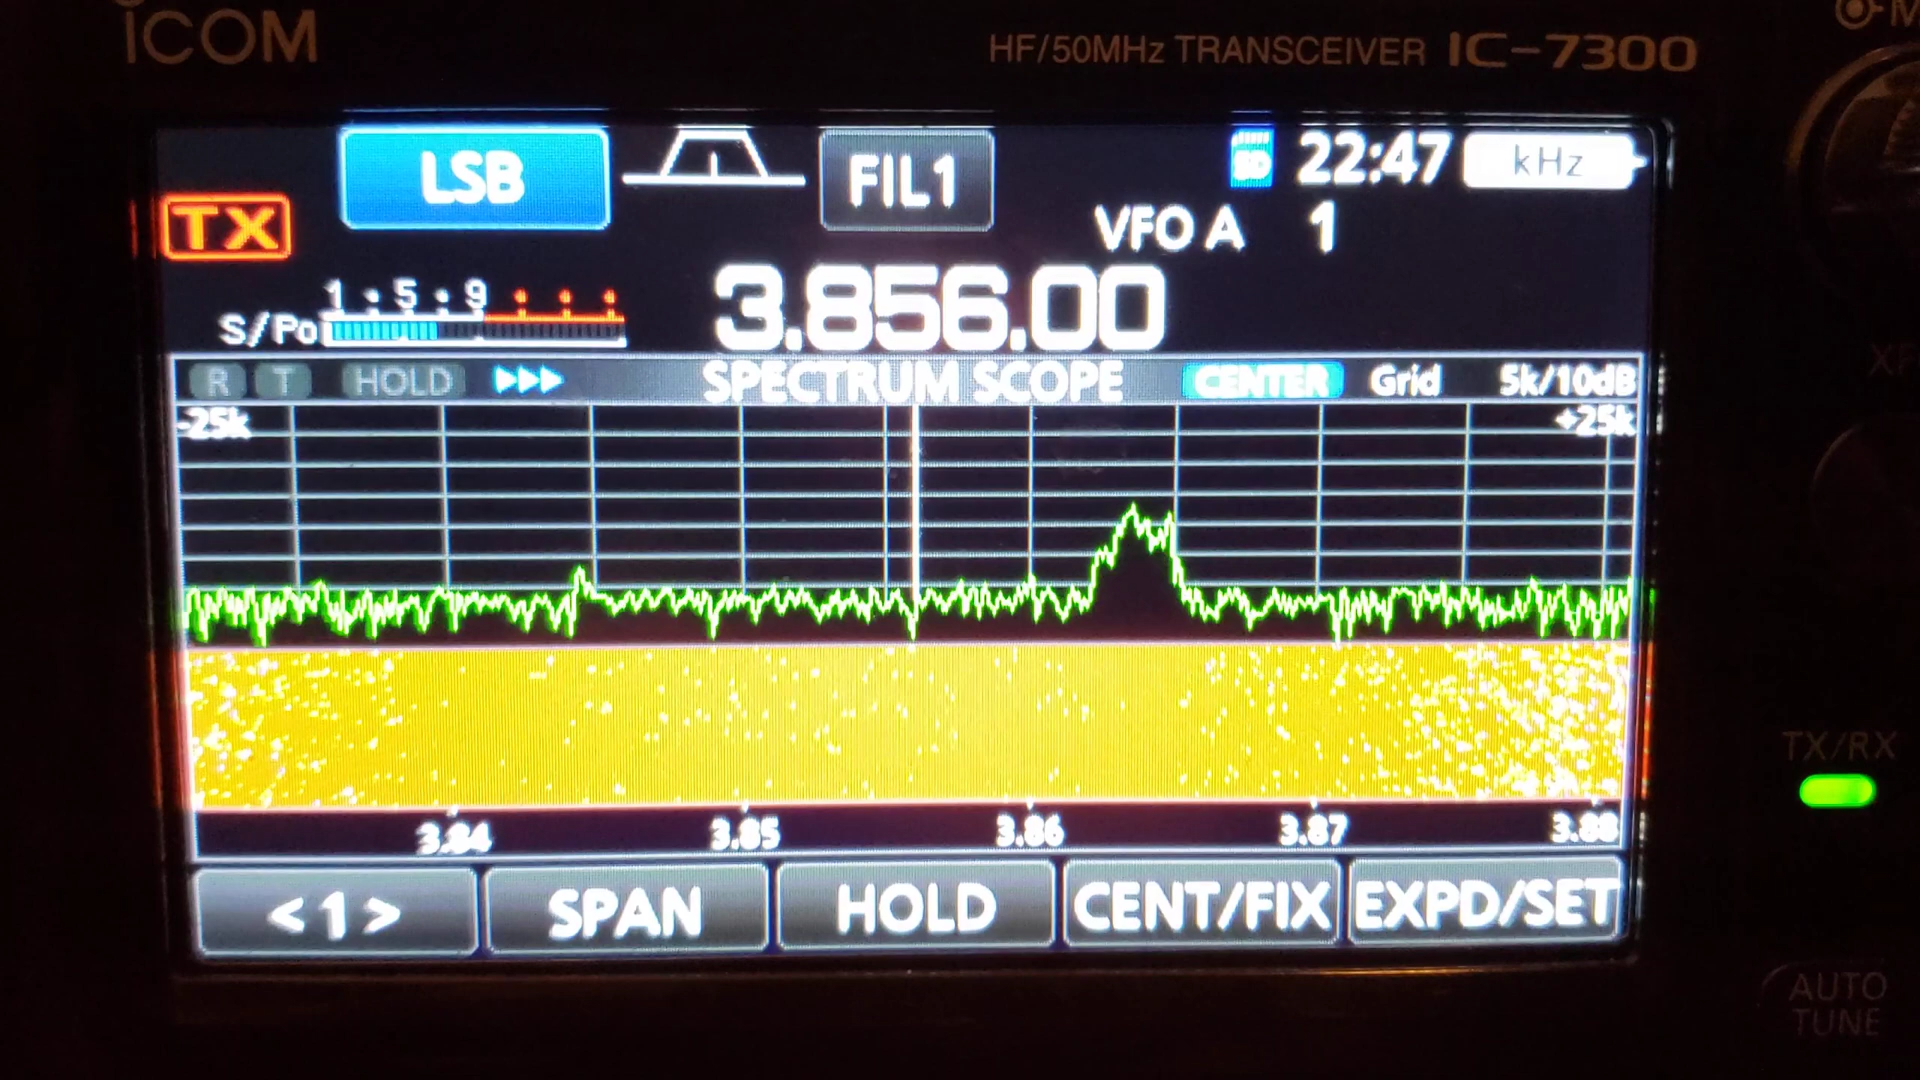 ICOM
HF/50MHz TRANSCEIVER IC-7300
LSB FIL1 SD 22:47 kHz
TX VFO A 1
1 • 5 • 9
S/Po 3.856.00
R T HOLD SPECTRUM SCOPE CENTER Grid 5k/10dB
-25k +25k
TX/RX
3.84 3.85 3.86 3.87 3.88
<1> SPAN HOLD CENT/FIX EXPD/SET
AUTO
TUNE